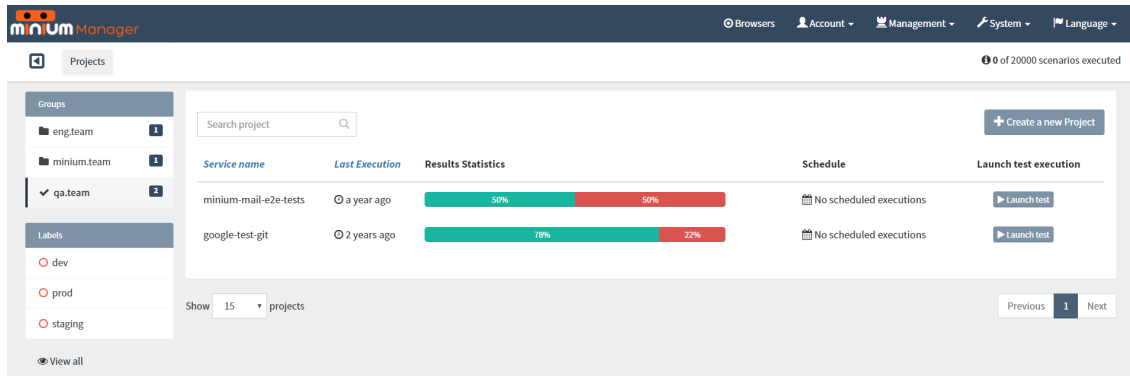 minium Manager
Browsers Account Management System Language
Projects
0 of 20000 scenarios executed
Groups
eng.team 1
minium.team 1
qa.team 2
Labels
dev
prod
staging
View all
Search project
Create a new Project
Service name Last Execution Results Statistics Schedule Launch test execution
minium-mail-e2e-tests a year ago 50% 50% No scheduled executions Launch test
google-test-git 2 years ago 78% 22% No scheduled executions Launch test
Show 15 projects
Previous 1 Next